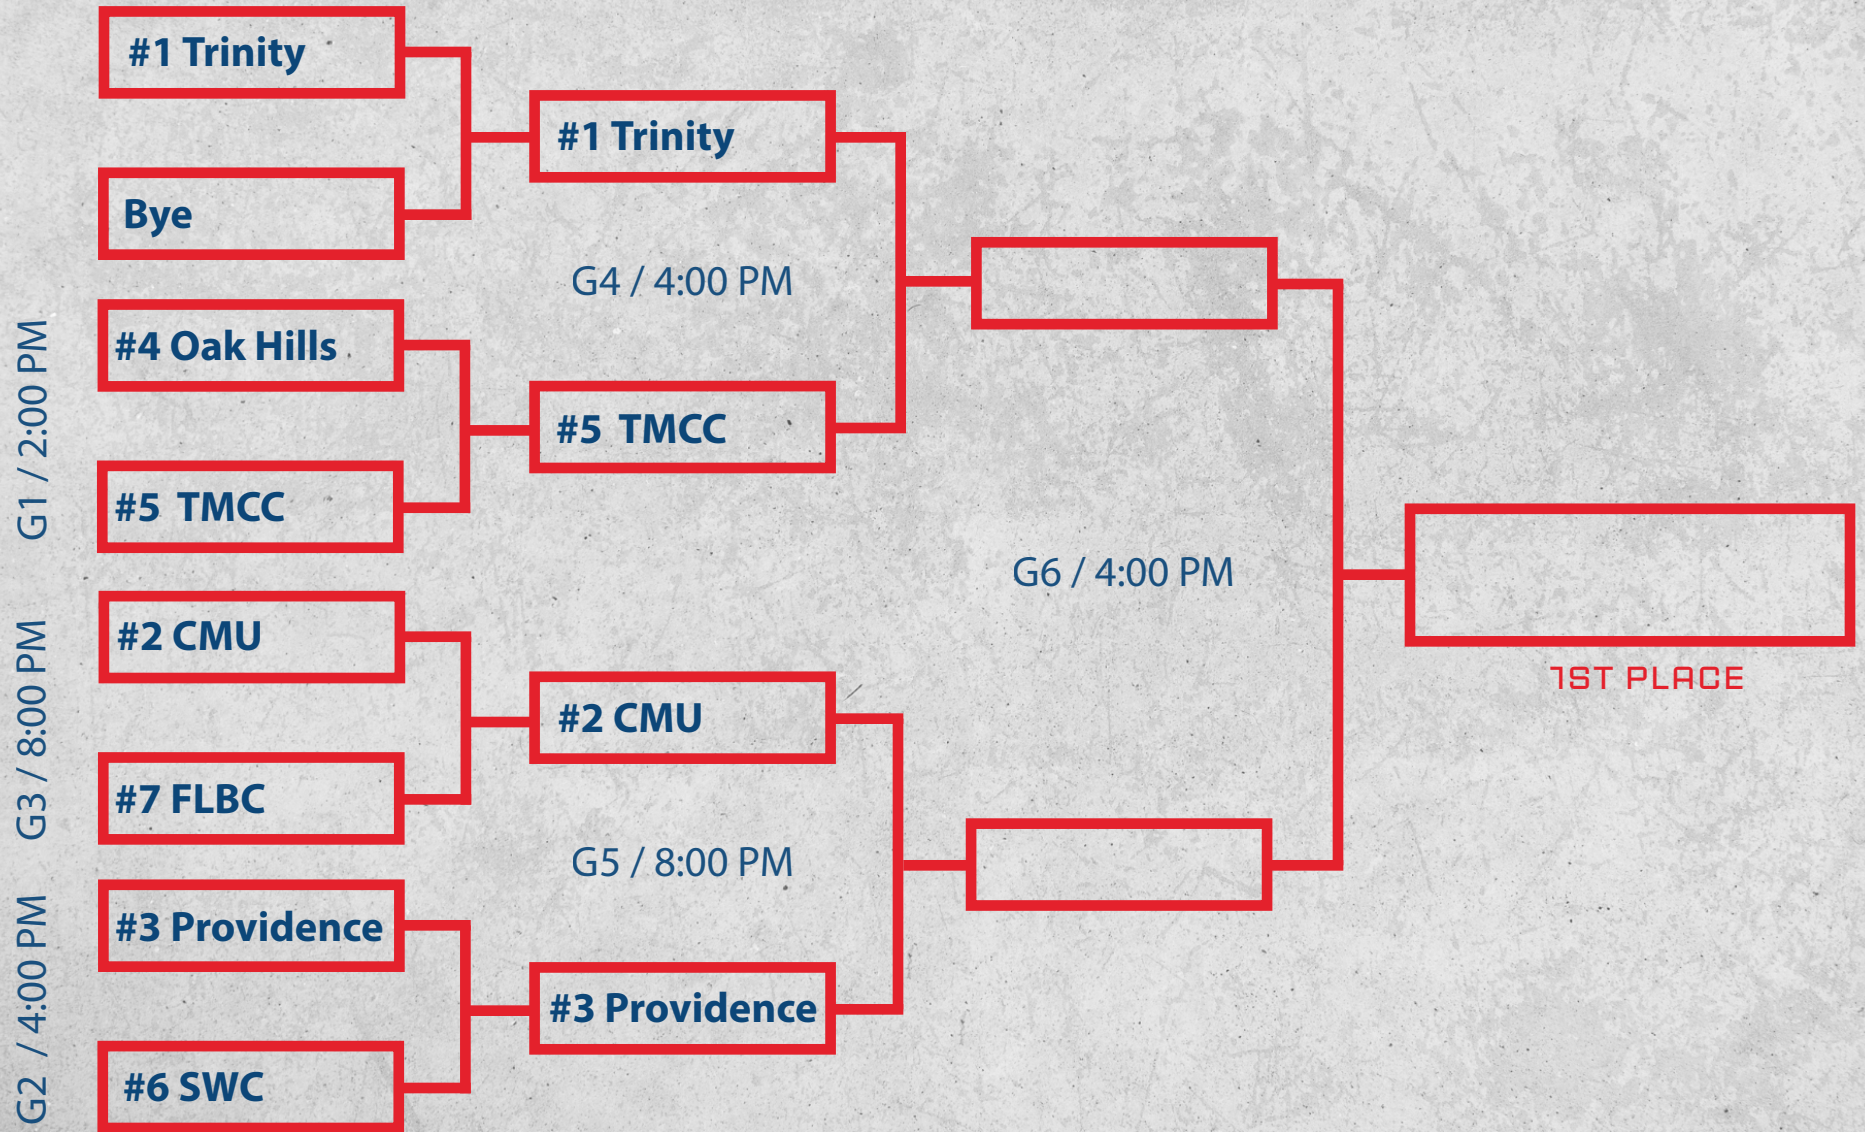 #1 Trinity
Bye
G1 / 2:00 PM
#4 Oak Hills
#5 TMCC
G3 / 8:00 PM
#2 CMU
#7 FLBC
G2 / 4:00 PM
#3 Providence
#6 SWC
#1 Trinity
G4 / 4:00 PM
#5 TMCC
#2 CMU
G5 / 8:00 PM
#3 Providence
G6 / 4:00 PM
1ST PLACE